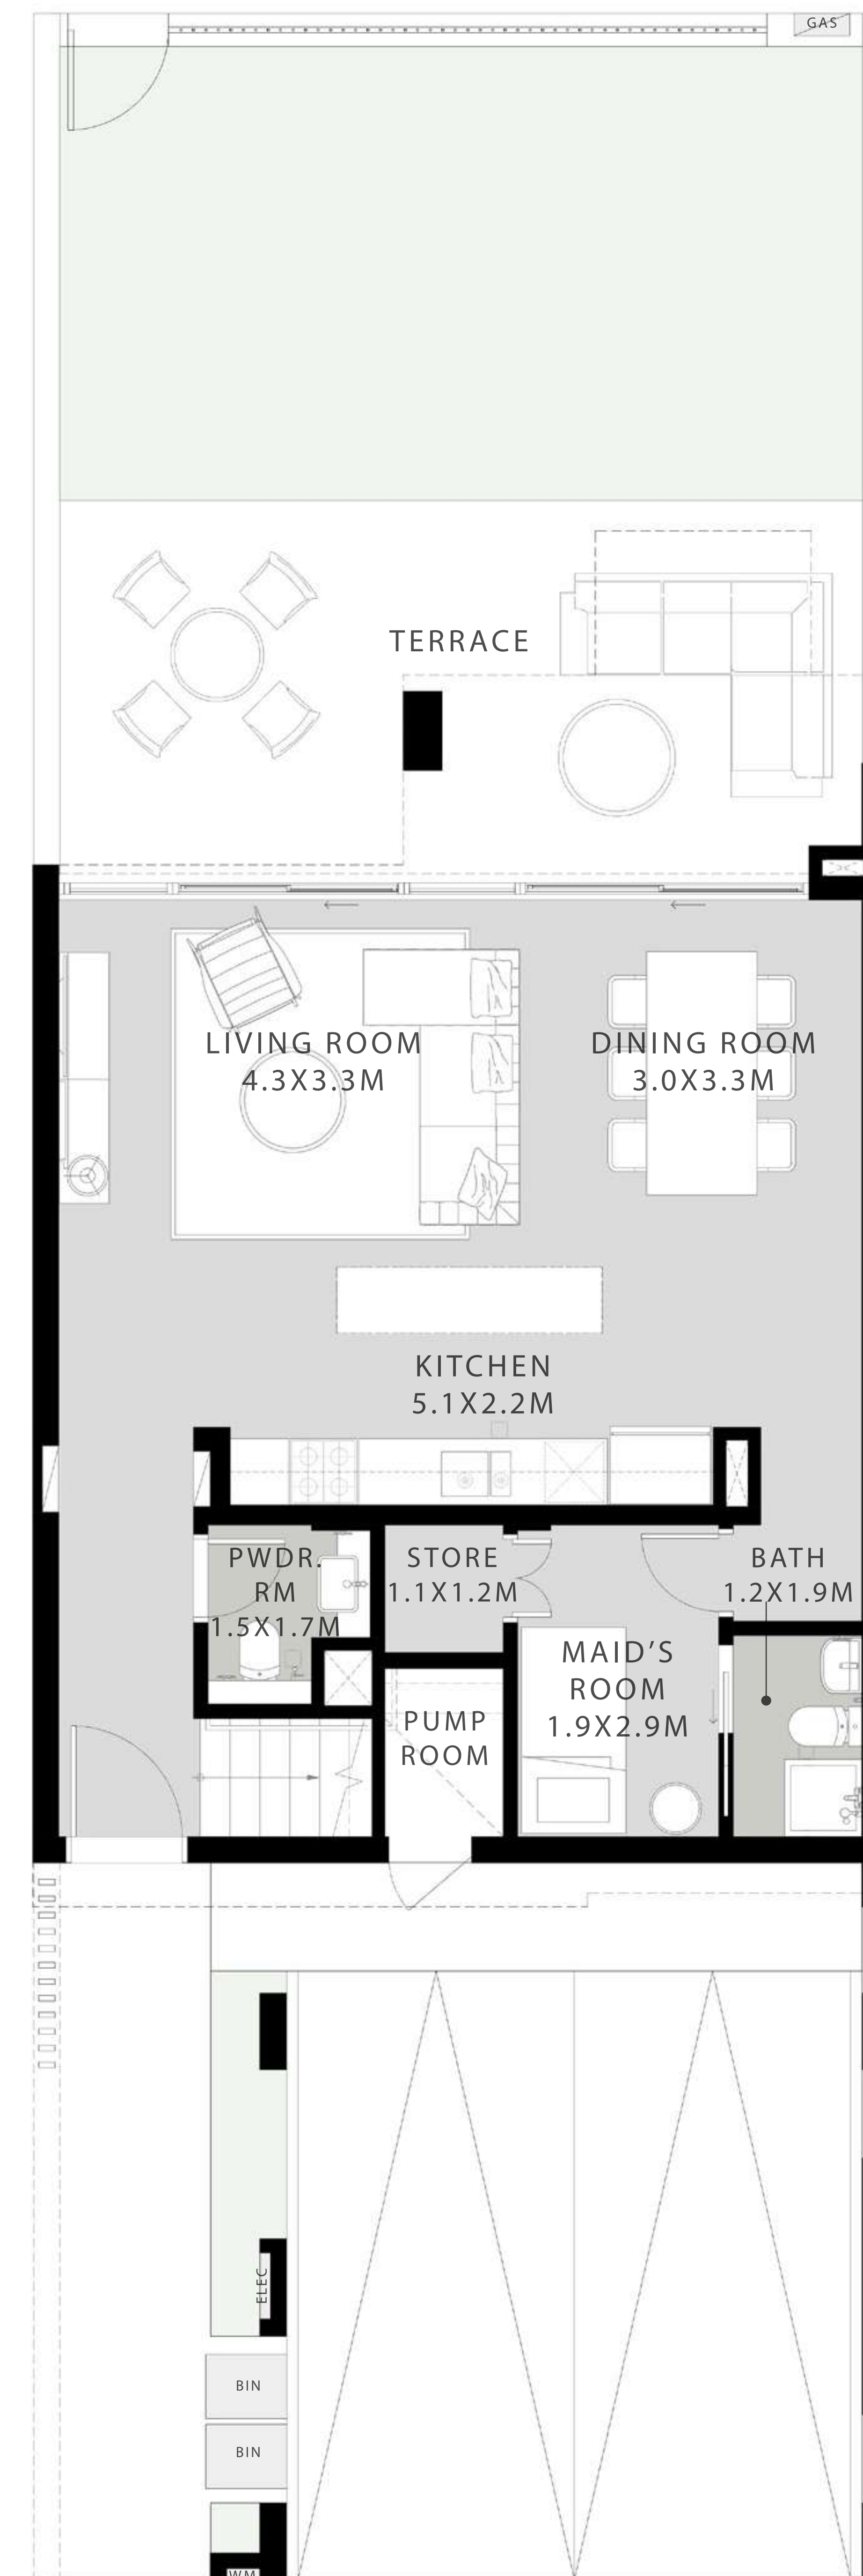 GAS
TERRACE
LIVING ROOM
4.3X3.3M
DINING ROOM
3.0X3.3M
KITCHEN
5.1X2.2M
PWDR.
RM
1.5X1.7M
STORE
1.1X1.2M
BATH
1.2X1.9M
MAID’S
ROOM
1.9X2.9M
PUMP
ROOM
ELEC
BIN
BIN
WM